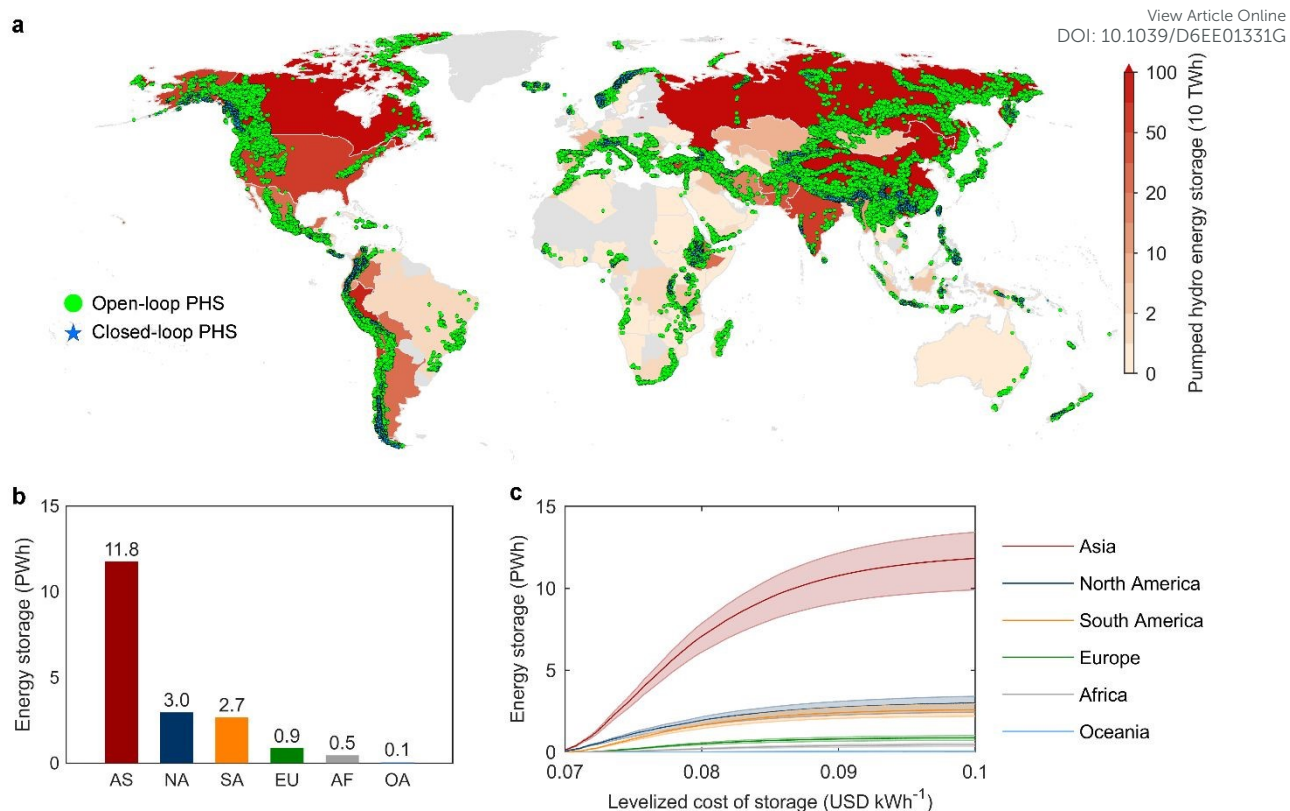 View Article Online
DOI: 10.1039/D6EE01331G
a
100
50
20
10
2
0
Pumped hydro energy storage (10 TWh)
Open-loop PHS
Closed-loop PHS
b
15
10
5
0
Energy storage (PWh)
11.8
3.0
2.7
0.9
0.5
0.1
AS NA SA EU AF OA
c
15
10
5
0
Energy storage (PWh)
0.07 0.08 0.09 0.1
Levelized cost of storage (USD kWh⁻¹)
Asia
North America
South America
Europe
Africa
Oceania